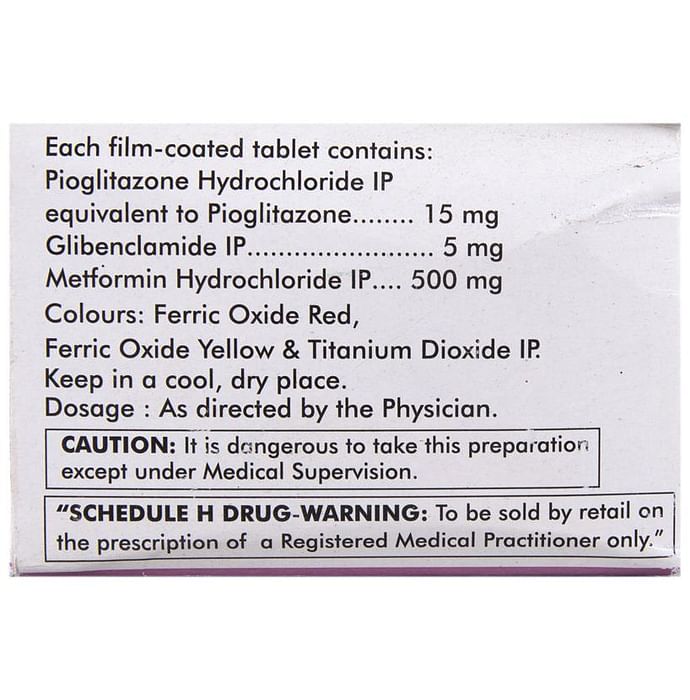 Each film-coated tablet contains:
Pioglitazone Hydrochloride IP
equivalent to Pioglitazone........ 15 mg
Glibenclamide IP........................ 5 mg
Metformin Hydrochloride IP.... 500 mg
Colours: Ferric Oxide Red,
Ferric Oxide Yellow & Titanium Dioxide IP.
Keep in a cool, dry place.
Dosage : As directed by the Physician.
CAUTION: It is dangerous to take this preparation
except under Medical Supervision.
“SCHEDULE H DRUG-WARNING: To be sold by retail on
the prescription of a Registered Medical Practitioner only.”